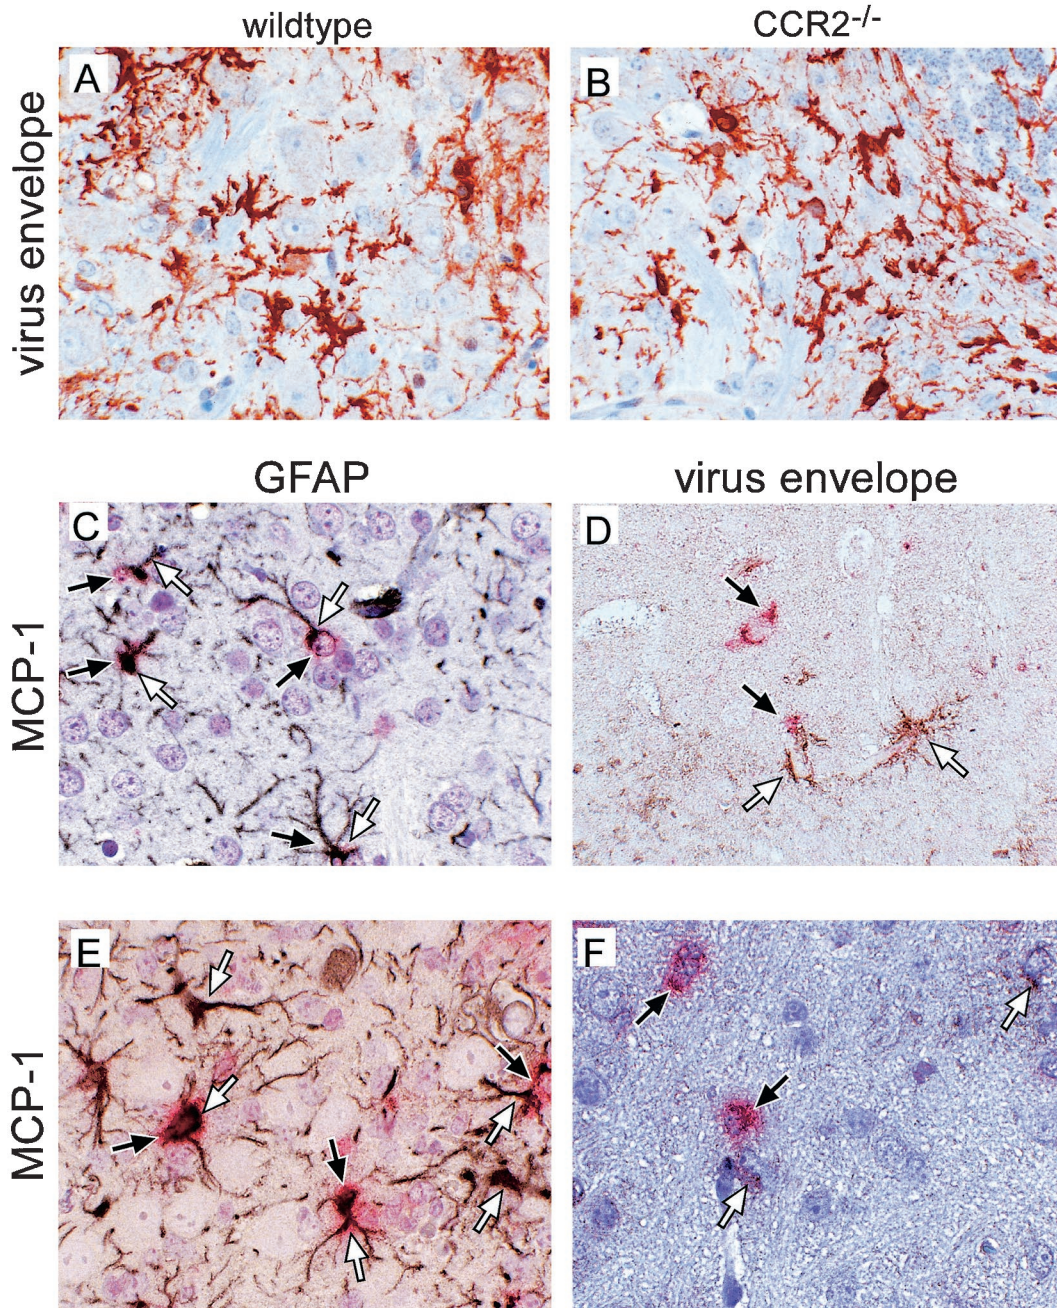 wildtype
CCR2-/-
virus envelope
A
B
GFAP
virus envelope
MCP-1
C
D
MCP-1
E
F